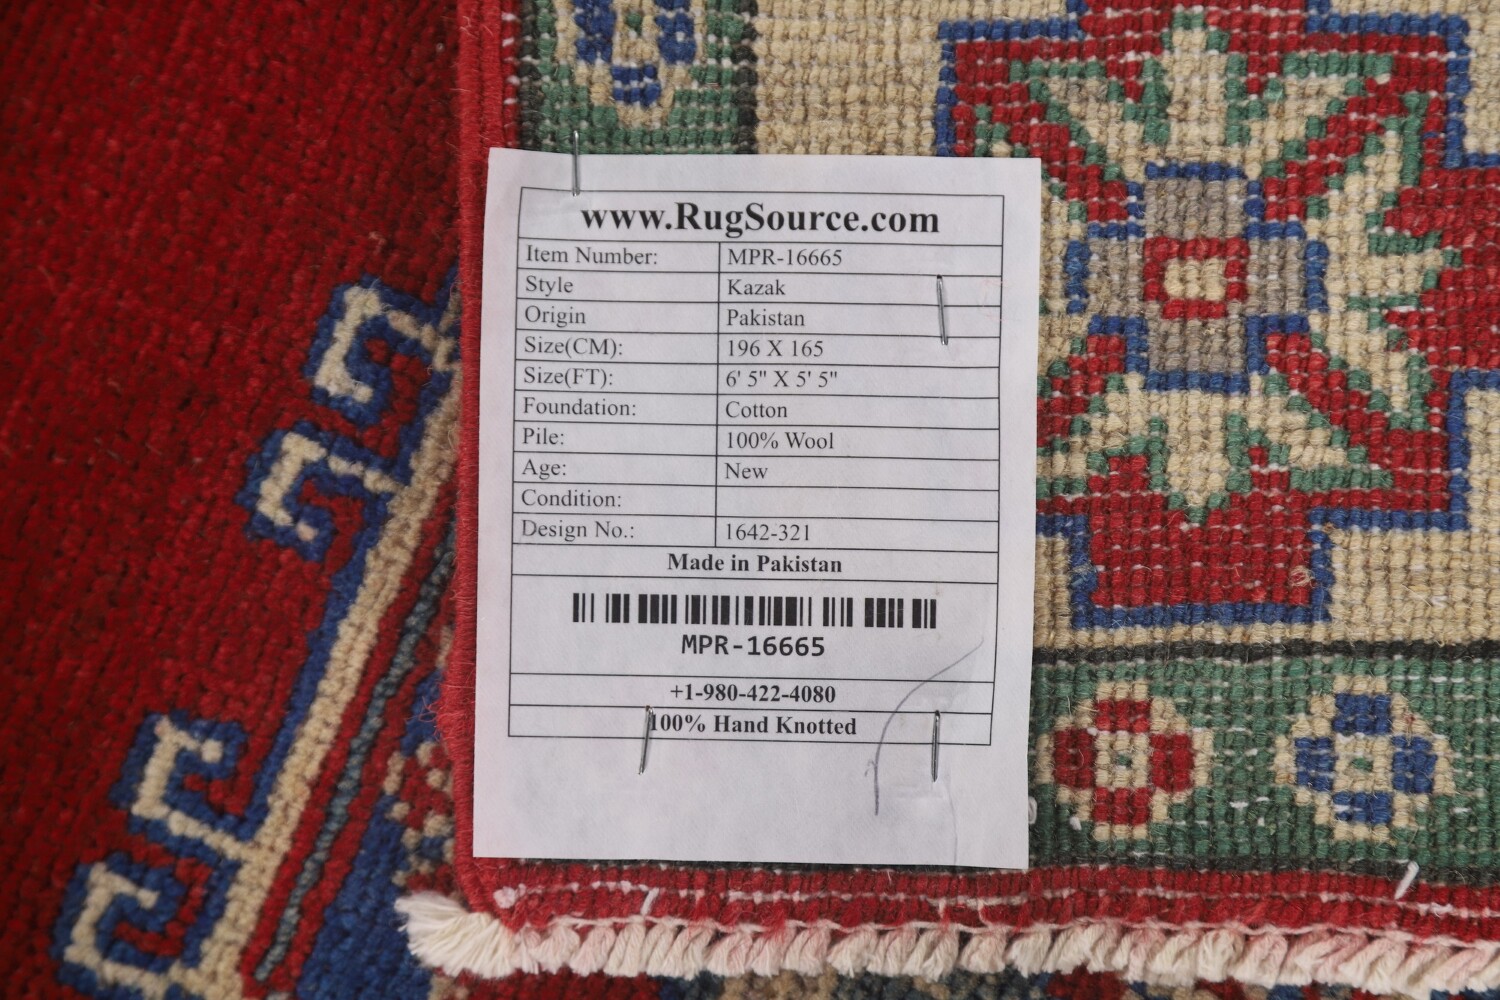 www.RugSource.com
Item Number: MPR-16665
Style Kazak
Origin Pakistan
Size(CM): 196 X 165
Size(FT): 6' 5" X 5' 5"
Foundation: Cotton
Pile: 100% Wool
Age: New
Condition:
Design No.: 1642-321
Made in Pakistan
MPR-16665
+1-980-422-4080
100% Hand Knotted